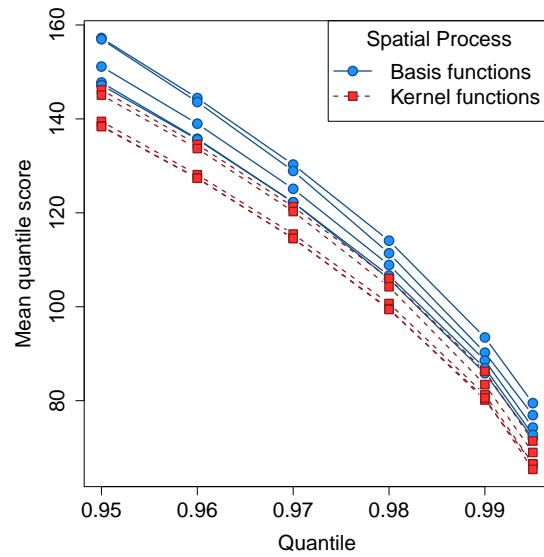 Spatial Process
Basis functions
Kernel functions
Mean quantile score
160
140
120
100
80
0.95 0.96 0.97 0.98 0.99
Quantile